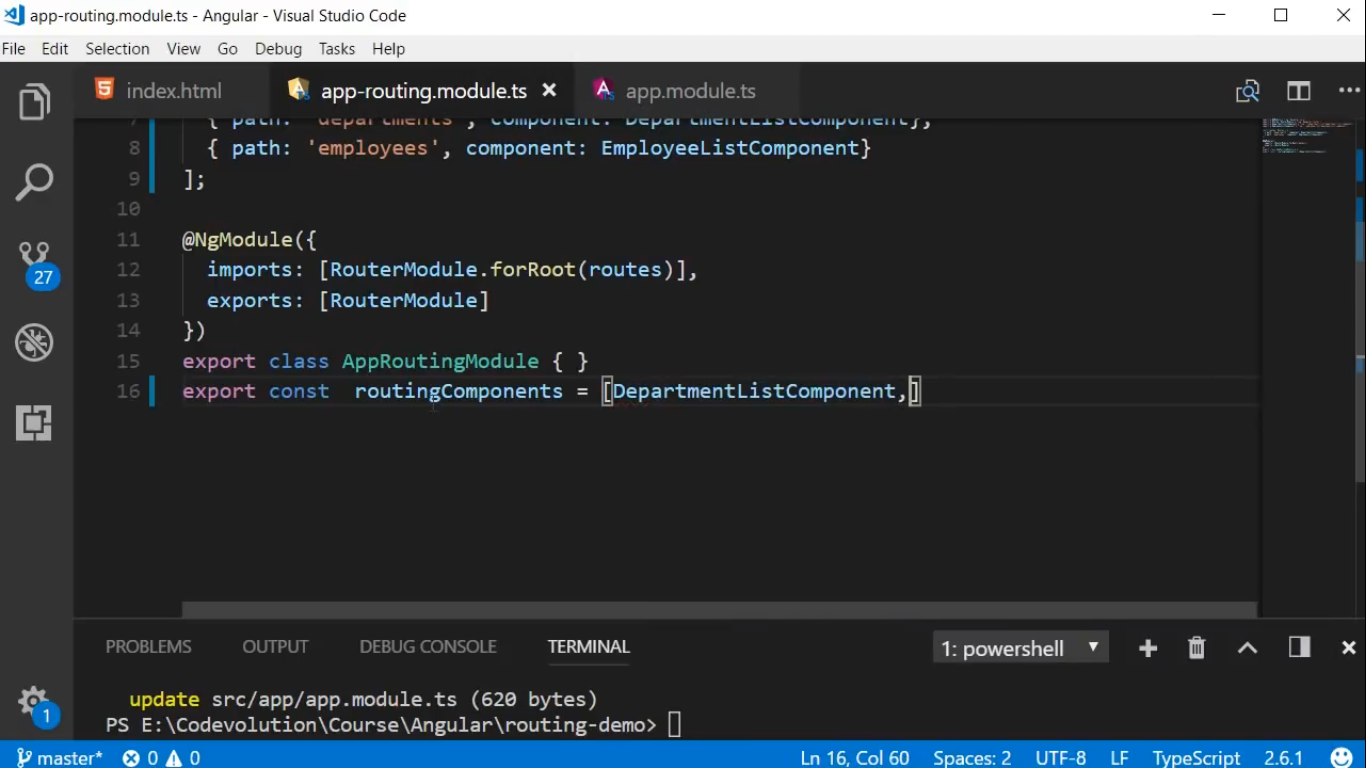 app-routing.module.ts - Angular - Visual Studio Code
File Edit Selection View Go Debug Tasks Help
index.html app-routing.module.ts app.module.ts
7 { path: 'departments', component: DepartmentListComponent},
8 { path: 'employees', component: EmployeeListComponent}
9 ];
10
11 @NgModule({
12 imports: [RouterModule.forRoot(routes)],
13 exports: [RouterModule]
14 })
15 export class AppRoutingModule { }
16 export const  routingComponents = [DepartmentListComponent,]
27
PROBLEMS OUTPUT DEBUG CONSOLE TERMINAL 1: powershell
update src/app/app.module.ts (620 bytes)
PS E:\Codevolution\Course\Angular\routing-demo>
1
master* 0 0 Ln 16, Col 60 Spaces: 2 UTF-8 LF TypeScript 2.6.1